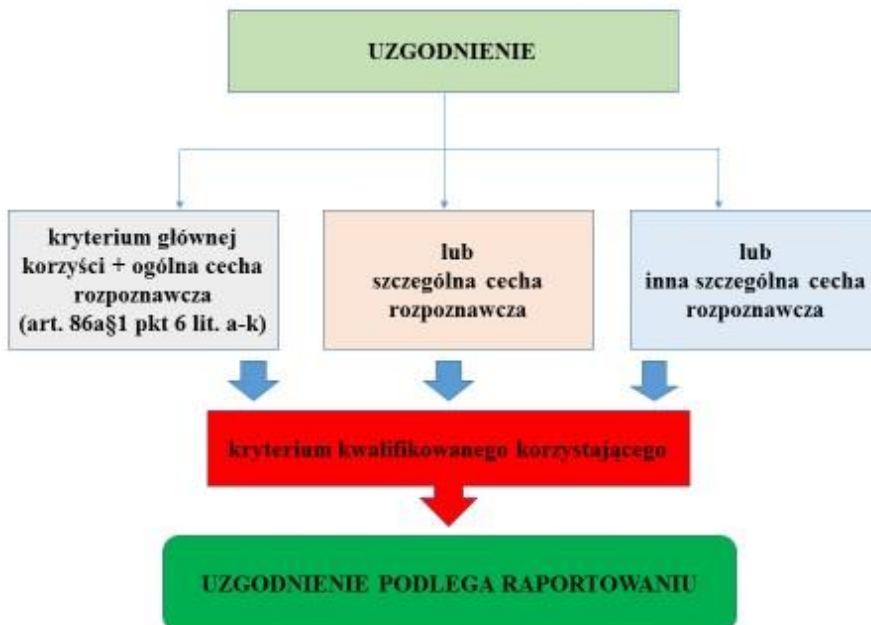 UZGODNIENIE
kryterium głównej
korzyści + ogólna cecha
rozpoznawcza
(art. 86a§1 pkt 6 lit. a-k)
lub
szczególna cecha
rozpoznawcza
lub
inna szczególna cecha
rozpoznawcza
kryterium kwalifikowanego korzystającego
UZGODNIENIE PODLEGA RAPORTOWANIU